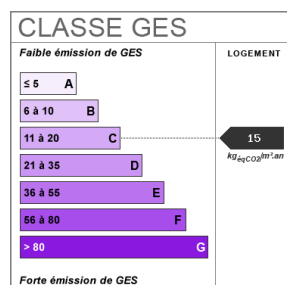 CLASSE GES
Faible émission de GES
LOGEMENT
≤ 5 A
6 à 10 B
11 à 20 C
15
kgéqCO2/m².an
21 à 35 D
36 à 55 E
56 à 80 F
> 80 G
Forte émission de GES